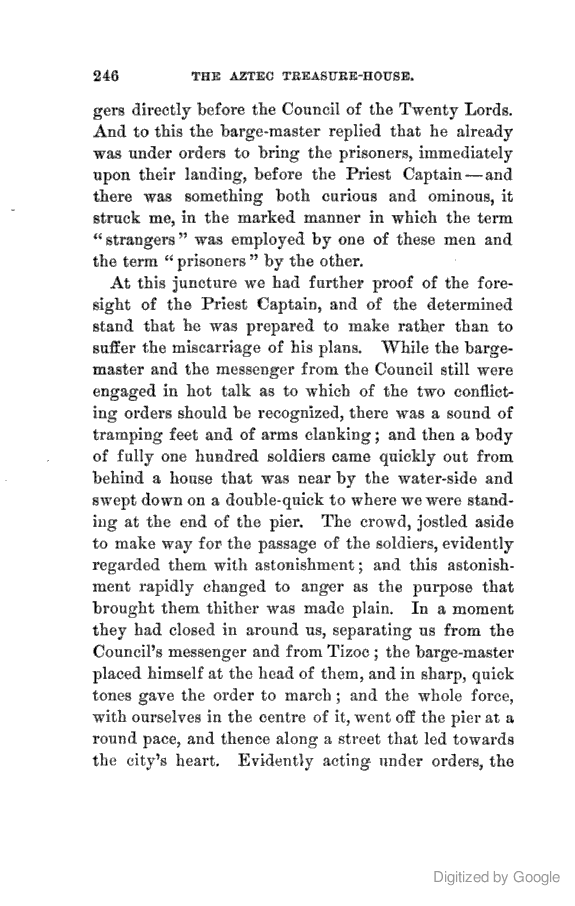 246 THE AZTEC TREASURE-HOUSE.
gers directly before the Council of the Twenty Lords.
And to this the barge-master replied that he already
was under orders to bring the prisoners, immediately
upon their landing, before the Priest Captain—and
there was something both curious and ominous, it
struck me, in the marked manner in which the term
“strangers” was employed by one of these men and
the term “prisoners” by the other.
At this juncture we had further proof of the fore-
sight of the Priest Captain, and of the determined
stand that he was prepared to make rather than to
suffer the miscarriage of his plans. While the barge-
master and the messenger from the Council still were
engaged in hot talk as to which of the two conflict-
ing orders should be recognized, there was a sound of
tramping feet and of arms clanking; and then a body
of fully one hundred soldiers came quickly out from
behind a house that was near by the water-side and
swept down on a double-quick to where we were stand-
ing at the end of the pier. The crowd, jostled aside
to make way for the passage of the soldiers, evidently
regarded them with astonishment; and this astonish-
ment rapidly changed to anger as the purpose that
brought them thither was made plain. In a moment
they had closed in around us, separating us from the
Council's messenger and from Tizoc; the barge-master
placed himself at the head of them, and in sharp, quick
tones gave the order to march; and the whole force,
with ourselves in the centre of it, went off the pier at a
round pace, and thence along a street that led towards
the city's heart. Evidently acting under orders, the
Digitized by Google